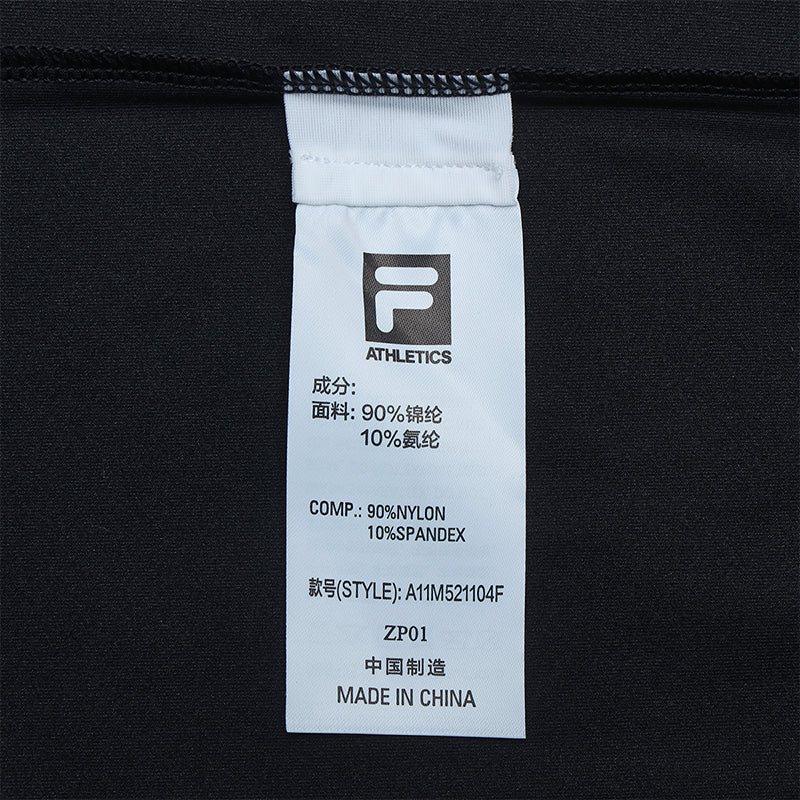 F
ATHLETICS
成分:
面料: 90%锦纶
10%氨纶
COMP.: 90%NYLON
10%SPANDEX
款号(STYLE): A11M521104F
ZP01
中国制造
MADE IN CHINA